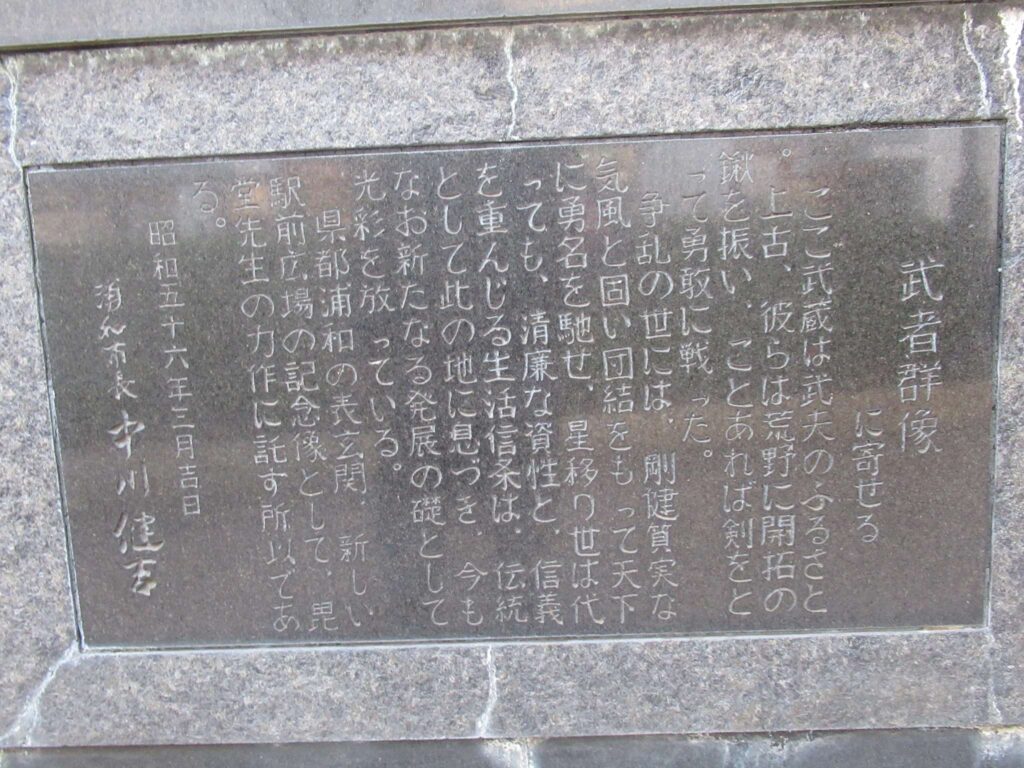 武者群像
に寄せる
ここ武蔵は武夫のふるさと
。上古、彼らは荒野に開拓の
鍬を振い、ことあれば剣をと
って勇敢に戦った。
争乱の世には、剛健質実な
気風と固い団結をもって天下
に勇名を馳せ、星移り世は代
っても、清廉な資性と、信義
を重んじる生活信条は、伝統
として此の地に息づき、今も
なお新たなる発展の礎として
光彩を放っている。
県都浦和の表玄関、新しい
駅前広場の記念像として、毘
堂先生の力作に託す所以であ
る。
昭和五十六年三月吉日
浦和市長 中川健吉